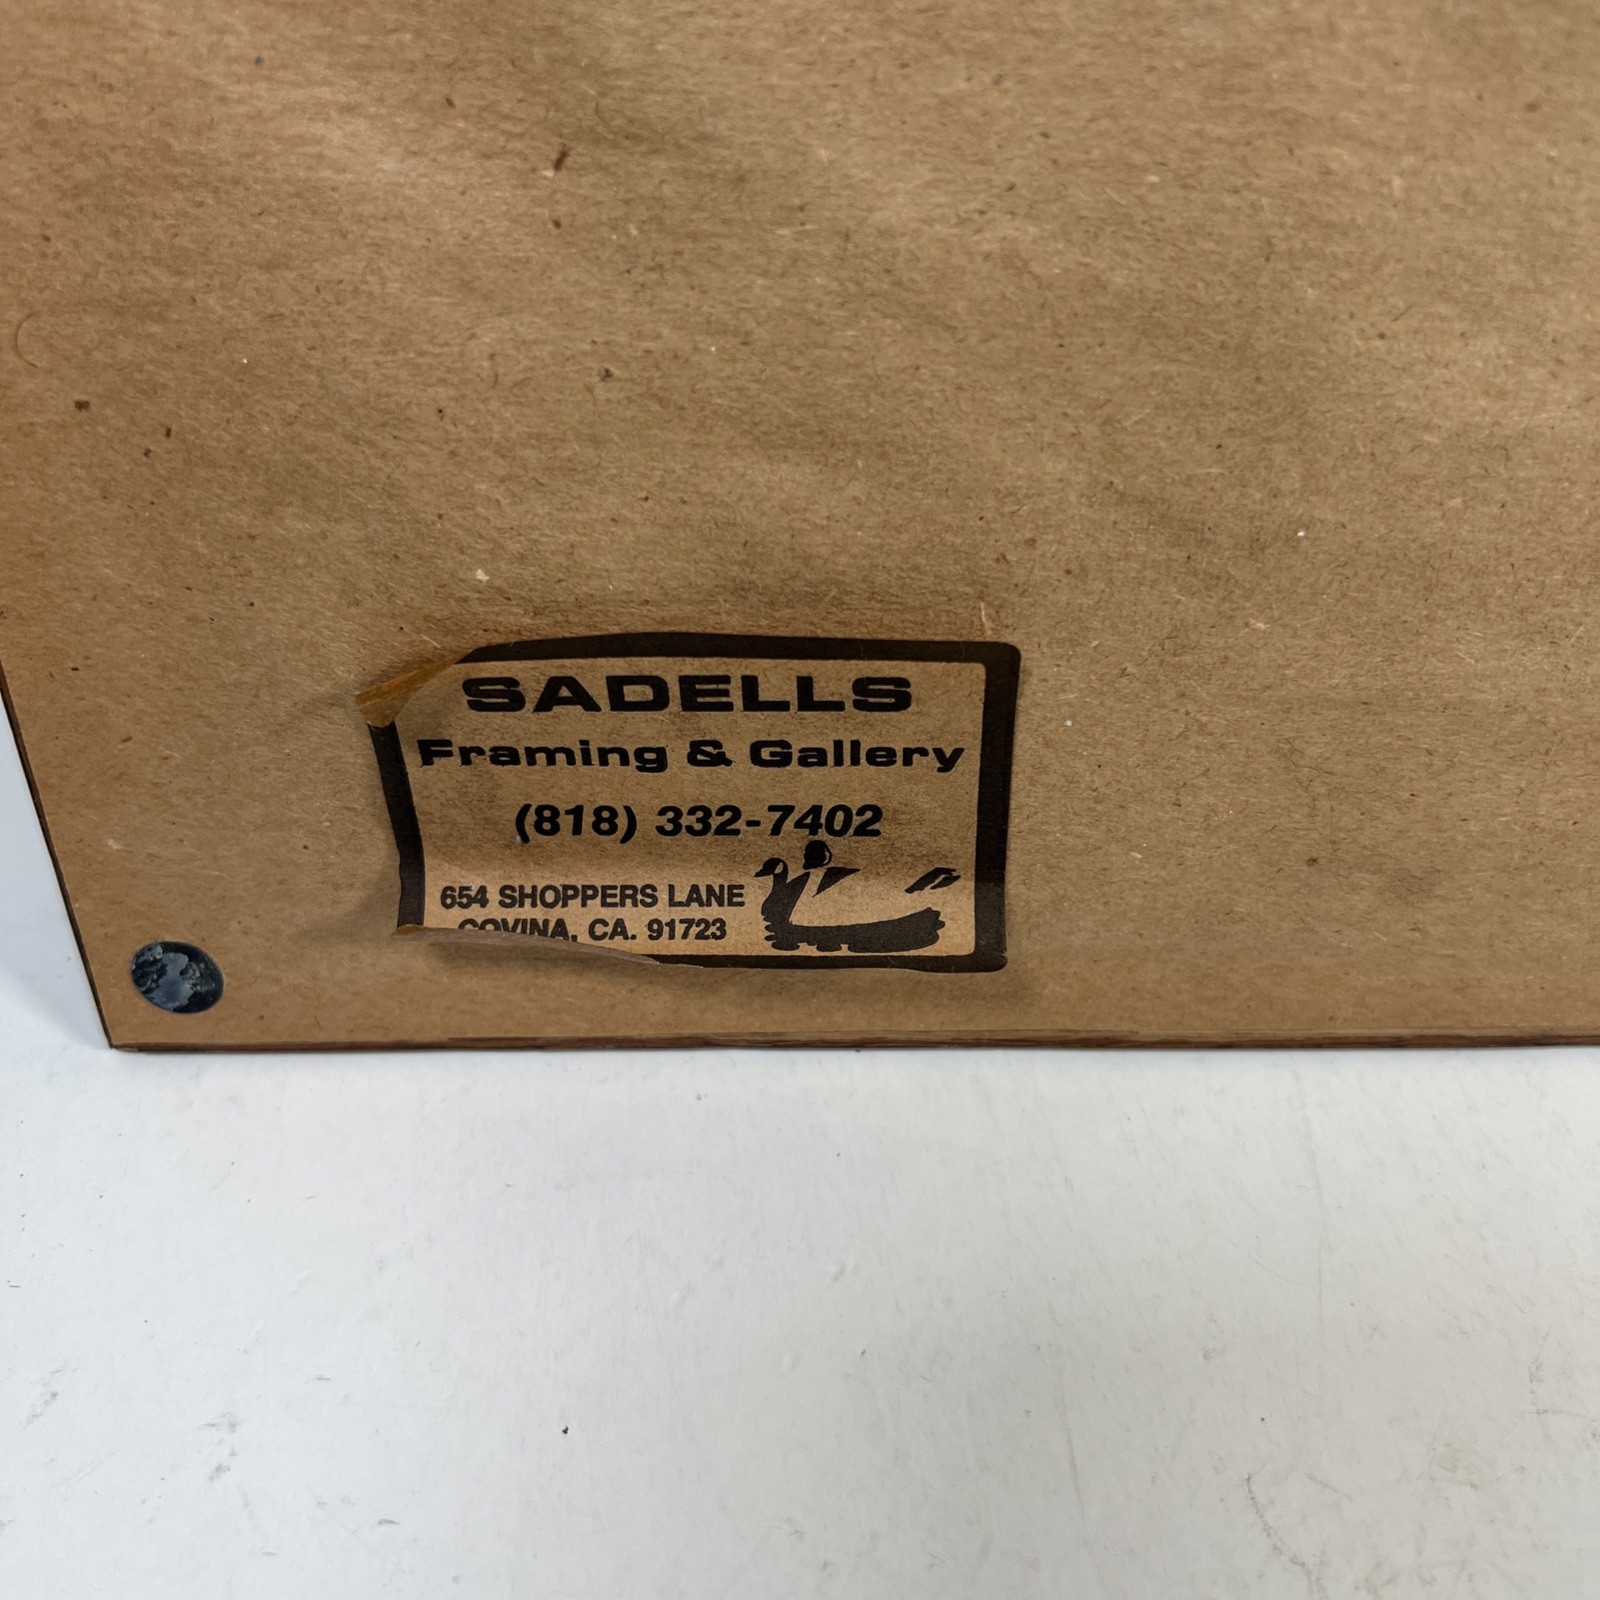 SADELLS
Framing & Gallery
(818) 332-7402
654 SHOPPERS LANE
COVINA, CA. 91723